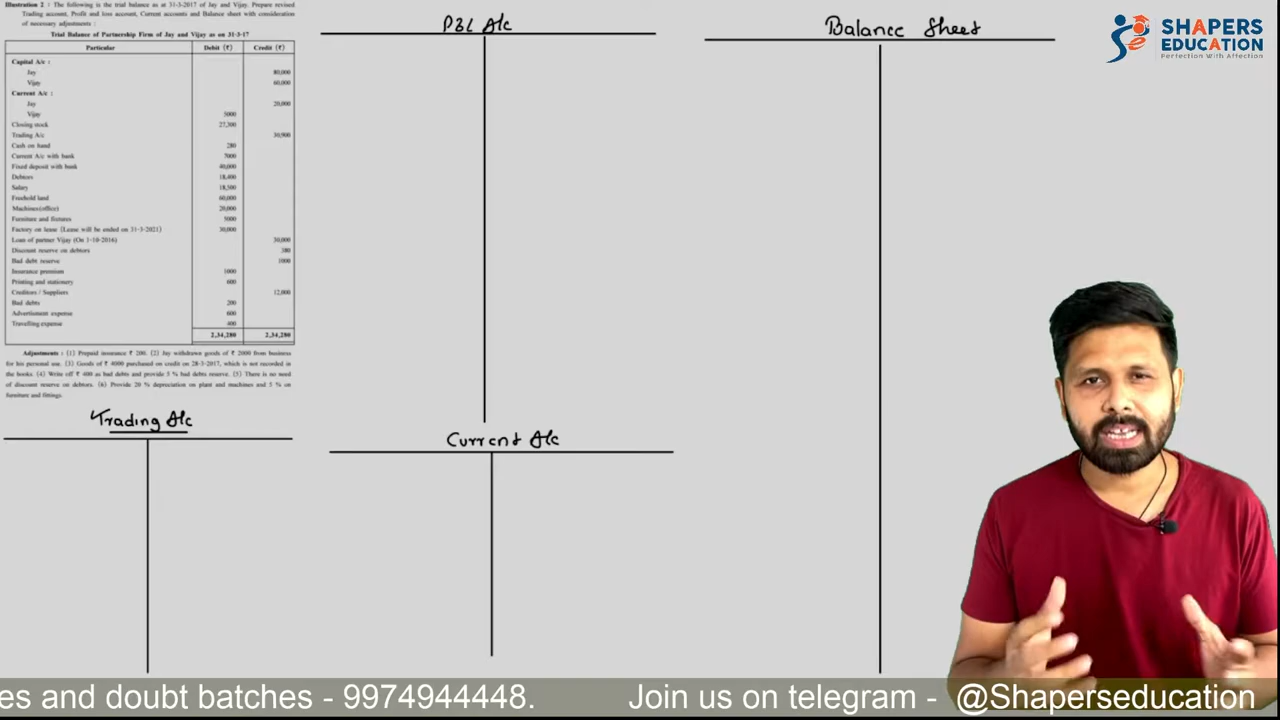 Illustration 2 : The following is the trial balance as at 31-3-2017 of Jay and Vijay. Prepare revised
Trading account, Profit and loss account, Current accounts and Balance sheet with consideration
of necessary adjustments :
Trial Balance of Partnership Firm of Jay and Vijay as on 31-3-17
Particular Debit (₹) Credit (₹)
Capital A/c :
Jay 80,000
Vijay 60,000
Current A/c :
Jay 20,000
Vijay 5000
Closing stock 27,300
Trading A/c 30,900
Cash on hand 280
Current A/c with bank 7000
Fixed deposit with bank 40,000
Debtors 18,400
Salary 18,500
Freehold land 60,000
Machines(office) 20,000
Furniture and fixtures 5000
Factory on lease (Lease will be ended on 31-3-2021) 30,000
Loan of partner Vijay (On 1-10-2016) 30,000
Discount reserve on debtors
Bad debt reserve 1000
Insurance premium 1000
Printing and stationery 600
Creditors / Suppliers 12,000
Bad debts 200
Advertisment expense 600
Travelling expense 400
2,34,280 2,34,280
Adjustments : (1) Prepaid insurance ₹ 200. (2) Jay withdrawn goods of ₹ 2000 from business
for his personal use. (3) Goods of ₹ 4000 purchased on credit on 28-3-2017, which is not recorded in
the books. (4) Write off ₹ 400 as bad debts and provide 5 % bad debts reserve. (5) There is no need
of discount reserve on debtors. (6) Provide 20 % depreciation on plant and machines and 5 % on
furniture and fittings.
Trading A/c
P&L A/c
Current A/c
Balance Sheet
SHAPERS
EDUCATION
Perfection With Affection
es and doubt batches - 9974944448. Join us on telegram - @Shaperseducation